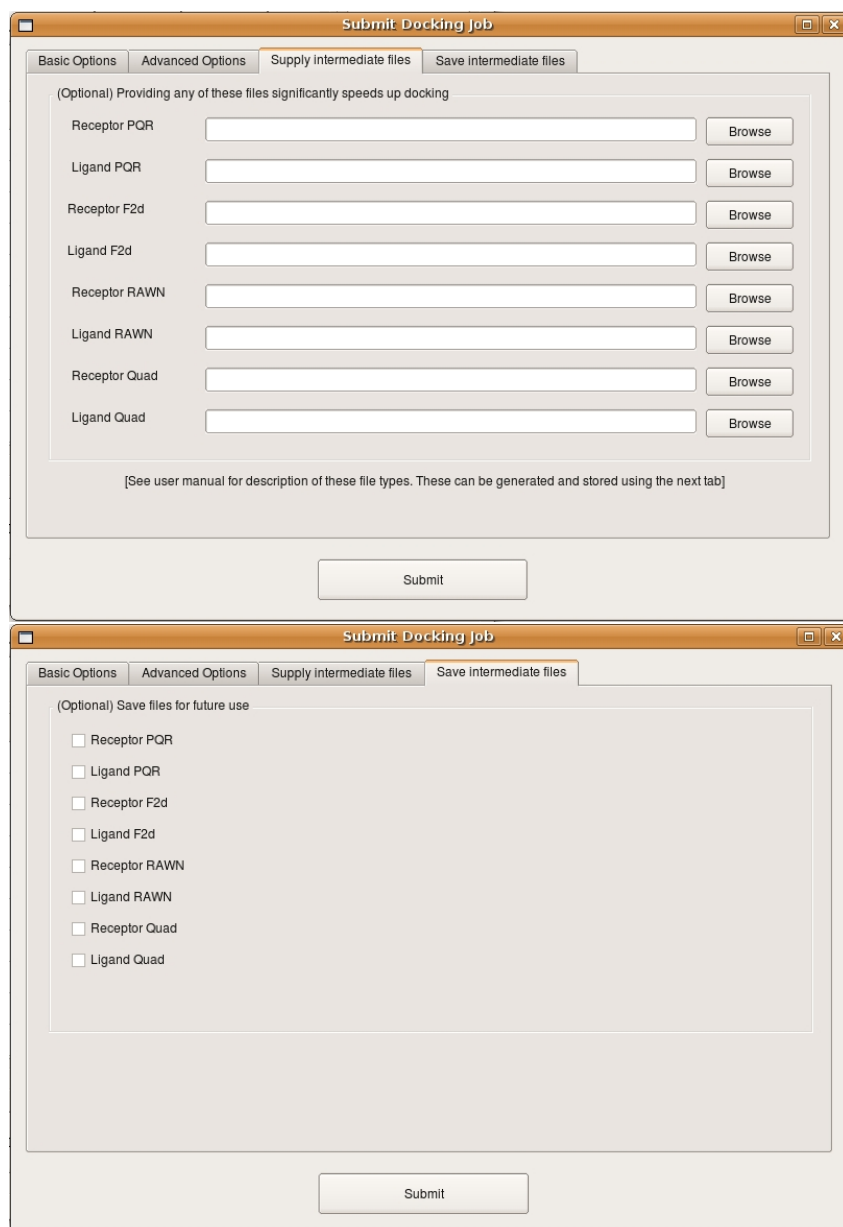 Submit Docking Job
Basic Options
Advanced Options
Supply intermediate files
Save intermediate files
(Optional) Providing any of these files significantly speeds up docking
Receptor PQR
Browse
Ligand PQR
Browse
Receptor F2d
Browse
Ligand F2d
Browse
Receptor RAWN
Browse
Ligand RAWN
Browse
Receptor Quad
Browse
Ligand Quad
Browse
[See user manual for description of these file types. These can be generated and stored using the next tab]
Submit
Submit Docking Job
Basic Options
Advanced Options
Supply intermediate files
Save intermediate files
(Optional) Save files for future use
Receptor PQR
Ligand PQR
Receptor F2d
Ligand F2d
Receptor RAWN
Ligand RAWN
Receptor Quad
Ligand Quad
Submit